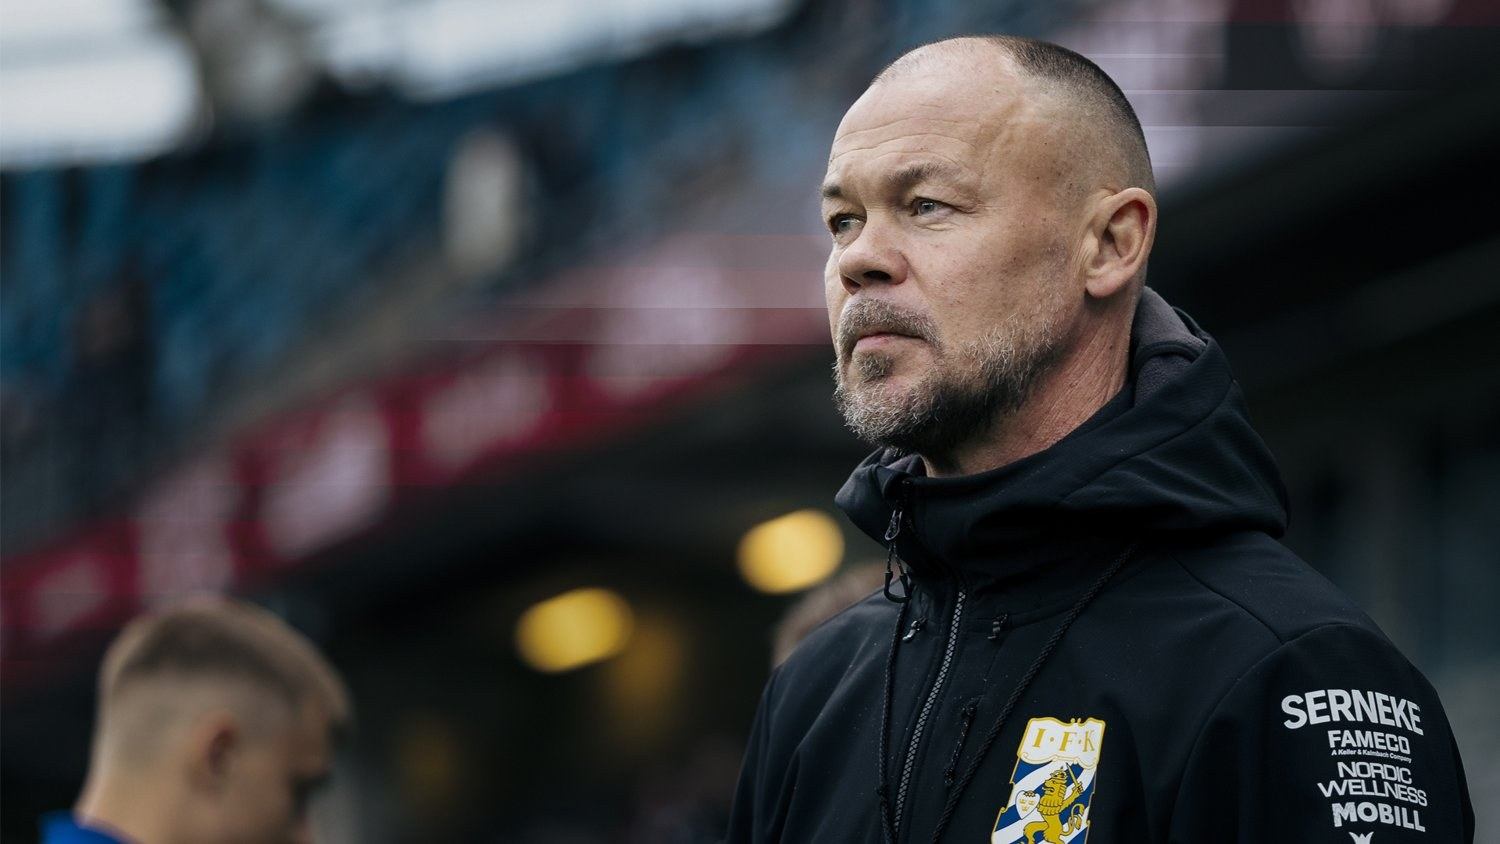 I·F·K
SERNEKE
FAMECO
A Keller & Kalmbach Company
NORDIC
WELLNESS
MOBILL